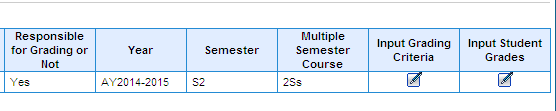 Responsible for Grading or Not
Year
Semester
Multiple Semester Course
Input Grading Criteria
Input Student Grades
Yes
AY2014-2015
S2
2Ss